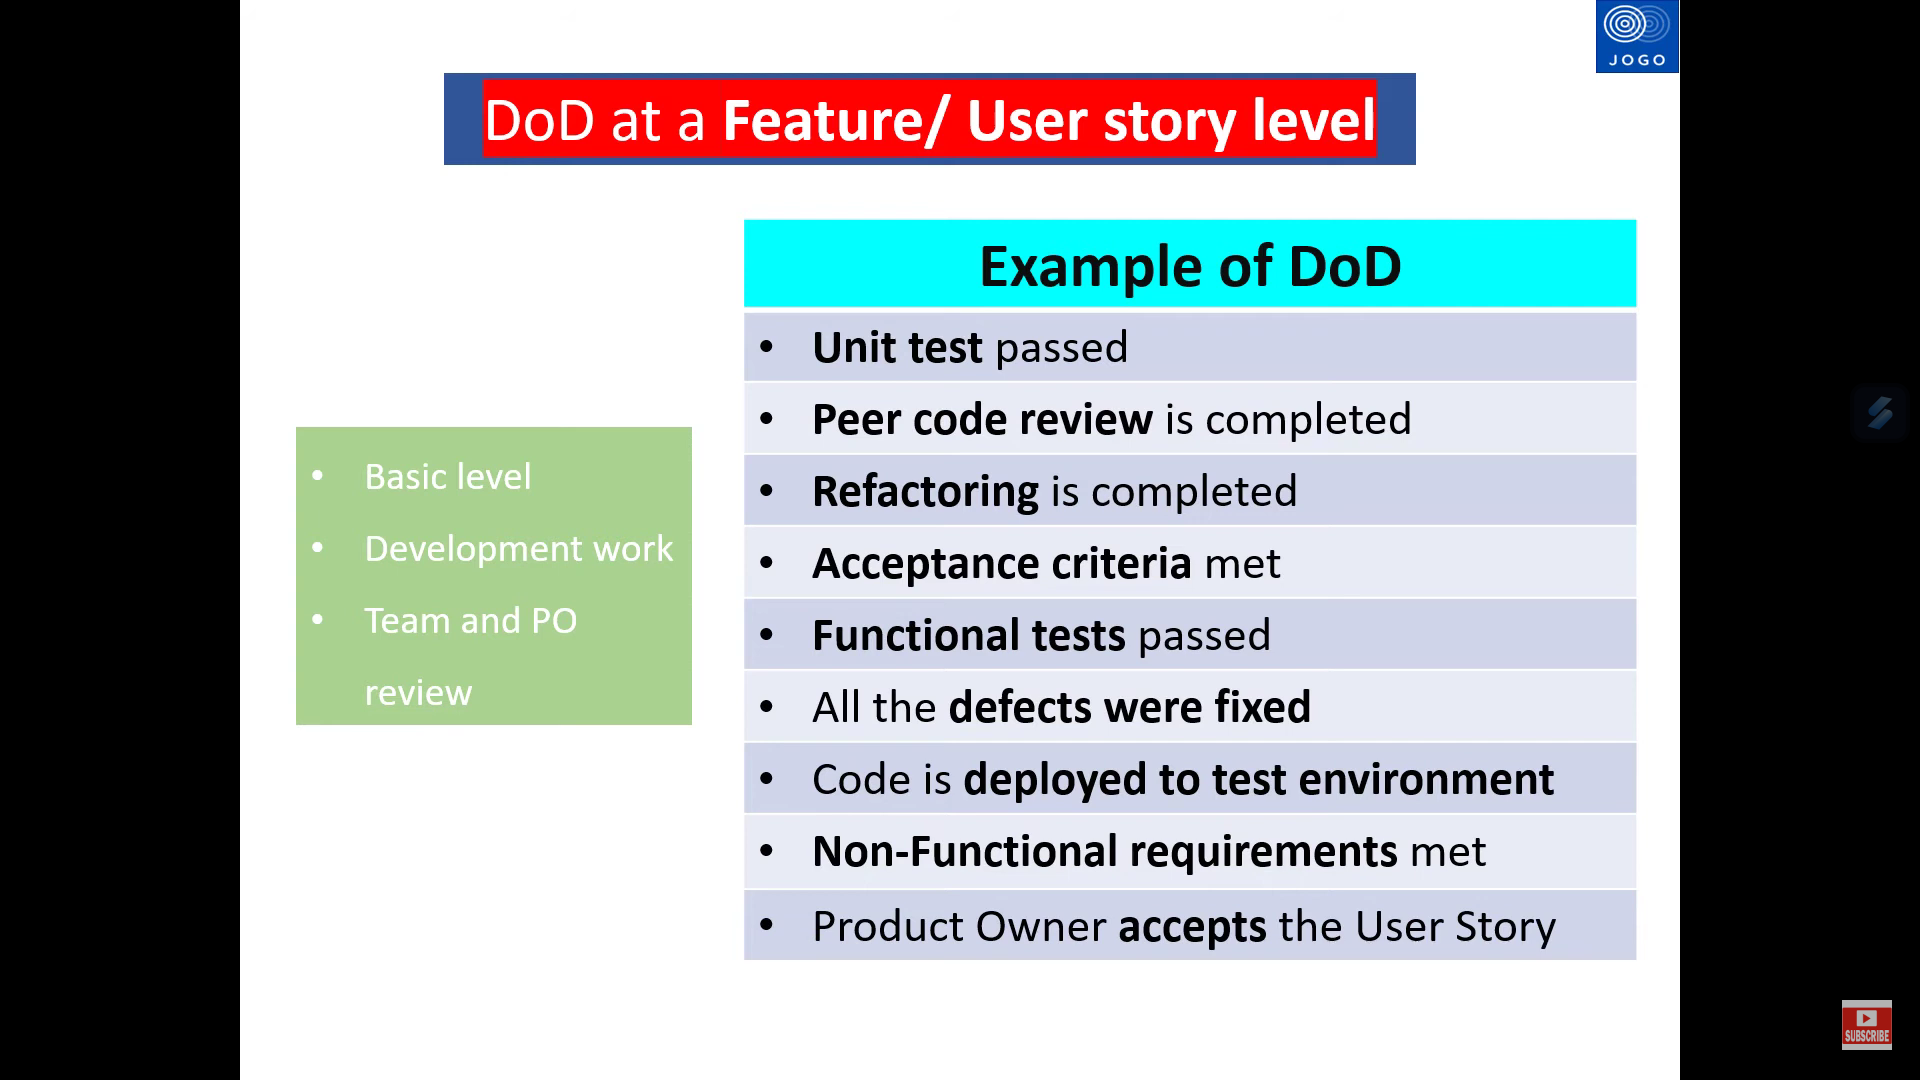 JOGO
DoD at a Feature/ User story level
Example of DoD
• Unit test passed
• Peer code review is completed
• Refactoring is completed
• Acceptance criteria met
• Functional tests passed
• All the defects were fixed
• Code is deployed to test environment
• Non-Functional requirements met
• Product Owner accepts the User Story
• Basic level
• Development work
• Team and PO
review
SUBSCRIBE